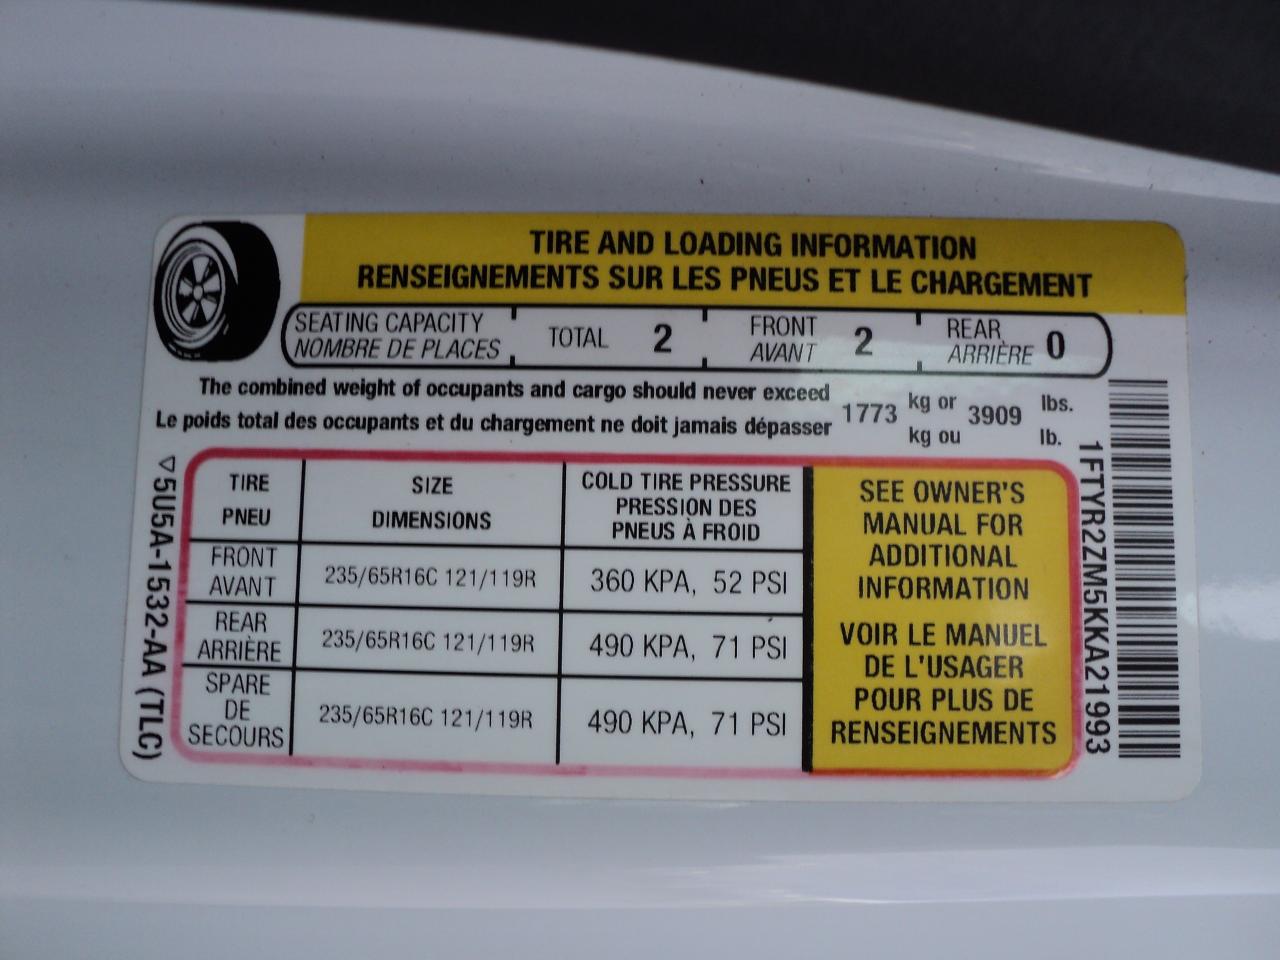 TIRE AND LOADING INFORMATION
RENSEIGNEMENTS SUR LES PNEUS ET LE CHARGEMENT
SEATING CAPACITY
NOMBRE DE PLACES
TOTAL 2
FRONT
AVANT
2
REAR
ARRIÈRE
0
The combined weight of occupants and cargo should never exceed
Le poids total des occupants et du chargement ne doit jamais dépasser
1773
kg or
kg ou
3909
lbs.
lb.
TIRE
PNEU
SIZE
DIMENSIONS
COLD TIRE PRESSURE
PRESSION DES
PNEUS À FROID
FRONT
AVANT
235/65R16C 121/119R
360 KPA, 52 PSI
REAR
ARRIÈRE
235/65R16C 121/119R
490 KPA, 71 PSI
SPARE
DE
SECOURS
235/65R16C 121/119R
490 KPA, 71 PSI
SEE OWNER'S
MANUAL FOR
ADDITIONAL
INFORMATION
VOIR LE MANUEL
DE L'USAGER
POUR PLUS DE
RENSEIGNEMENTS
▽5U5A-1532-AA (TLC)
1FTYR2ZM5KKA21993